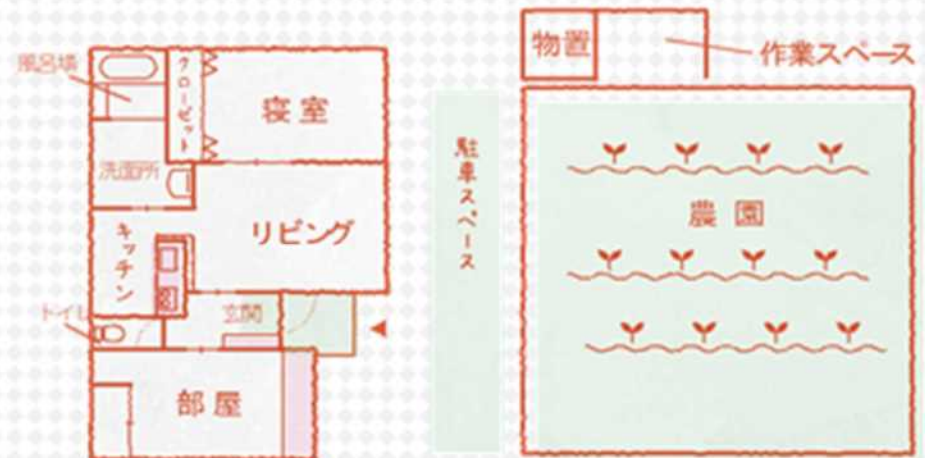 風呂場
クローゼット
寝室
洗面所
リビング
キッチン
トイレ
玄関
部屋
駐車スペース
物置
作業スペース
農園